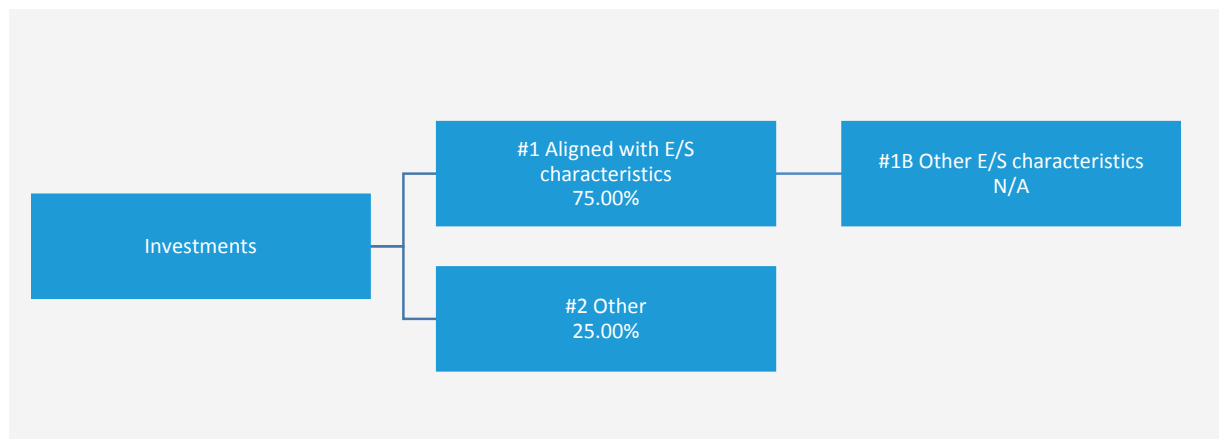 Investments
#1 Aligned with E/S
characteristics
75.00%
#1B Other E/S characteristics
N/A
#2 Other
25.00%